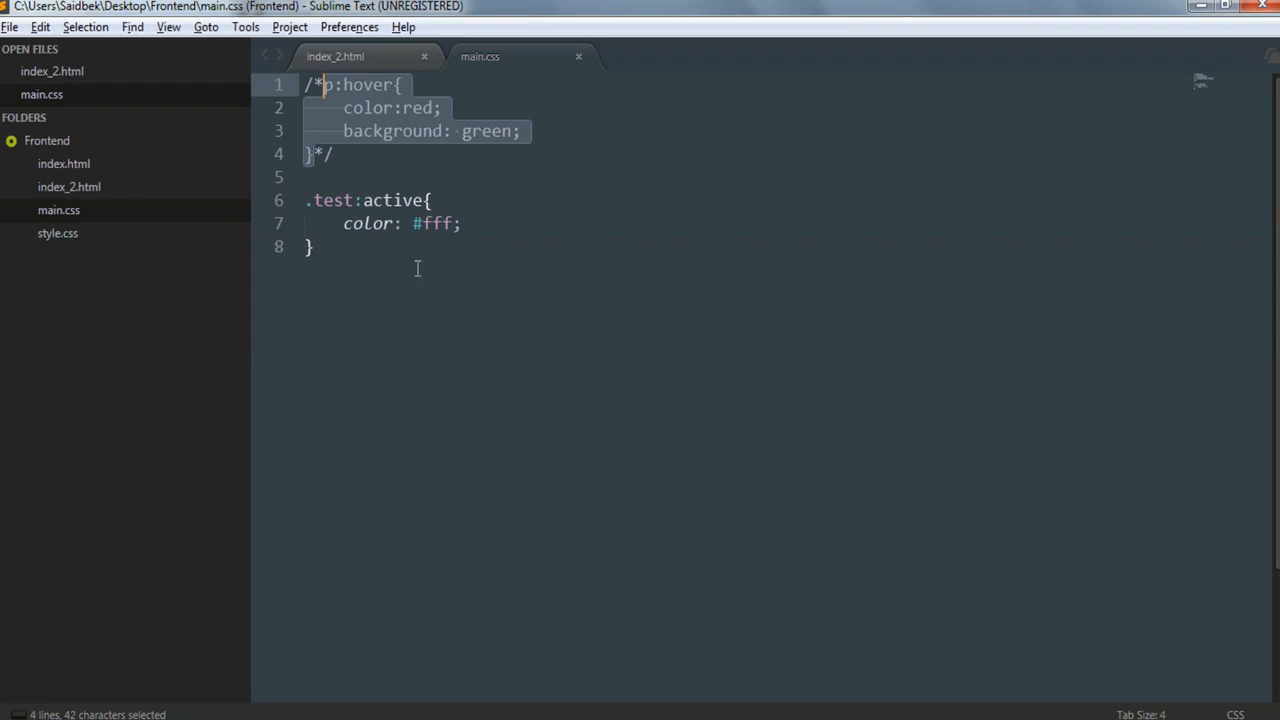 C:\Users\Saidbek\Desktop\Frontend\main.css (Frontend) - Sublime Text (UNREGISTERED)
File Edit Selection Find View Goto Tools Project Preferences Help
OPEN FILES
index_2.html
main.css
FOLDERS
Frontend
index.html
index_2.html
main.css
style.css
index_2.html × main.css ×
1 /*p:hover{
2 color:red;
3 background: green;
4 }*/
5
6 .test:active{
7 color: #fff;
8 }
4 lines, 42 characters selected
Tab Size: 4 CSS